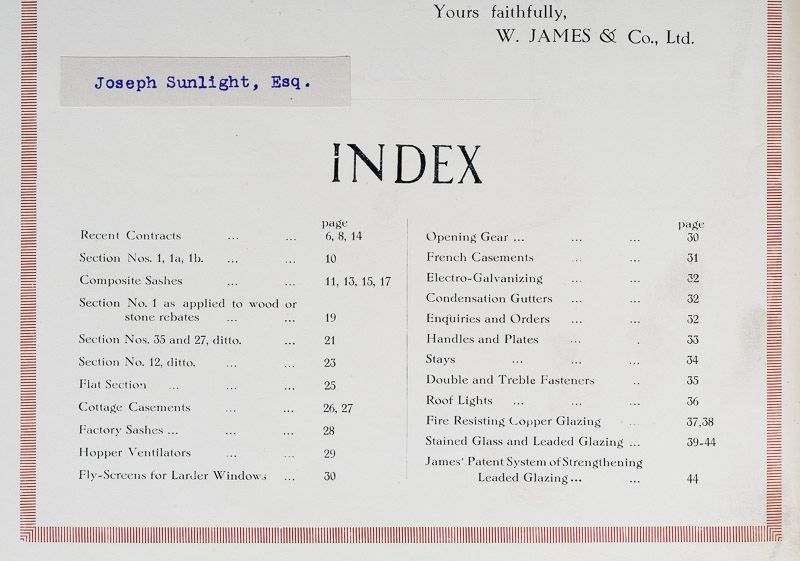 Yours faithfully,
W. JAMES & Co., Ltd.
Joseph Sunlight, Esq.
INDEX
page
Recent Contracts ... ... 6, 8, 14
Section Nos. 1, 1a, 1b. ... ... 10
Composite Sashes ... ... 11, 13, 15, 17
Section No. 1 as applied to wood or
stone rebates ... ... 19
Section Nos. 35 and 27, ditto. ... 21
Section No. 12, ditto. ... ... 23
Flat Section ... ... ... 25
Cottage Casements ... ... 26, 27
Factory Sashes ... ... ... 28
Hopper Ventilators ... ... 29
Fly-Screens for Larder Windows ... 30
page
Opening Gear ... ... ... 30
French Casements ... ... 31
Electro-Galvanizing ... ... 32
Condensation Gutters ... ... 32
Enquiries and Orders ... ... 32
Handles and Plates ... . 33
Stays ... ... ... 34
Double and Treble Fasteners .. 35
Roof Lights ... ... ... 36
Fire Resisting Copper Glazing ... 37,38
Stained Glass and Leaded Glazing ... 39-44
James' Patent System of Strengthening
Leaded Glazing ... ... 44